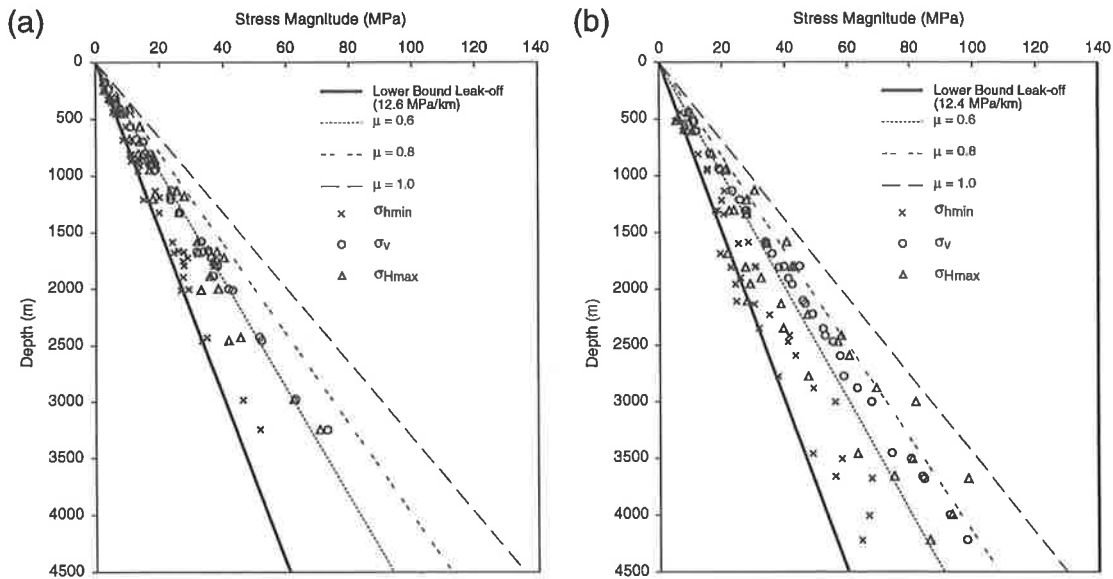 (a)
Stress Magnitude (MPa)
0 20 40 60 80 100 120 140
0
500
1000
1500
2000
2500
3000
3500
4000
4500
Depth (m)
Lower Bound Leak-off
(12.6 MPa/km)
μ = 0.6
μ = 0.8
μ = 1.0
σhmin
σv
σHmax
(b)
Stress Magnitude (MPa)
0 20 40 60 80 100 120 140
0
500
1000
1500
2000
2500
3000
3500
4000
4500
Depth (m)
Lower Bound Leak-off
(12.4 MPa/km)
μ = 0.6
μ = 0.8
μ = 1.0
σhmin
σv
σHmax